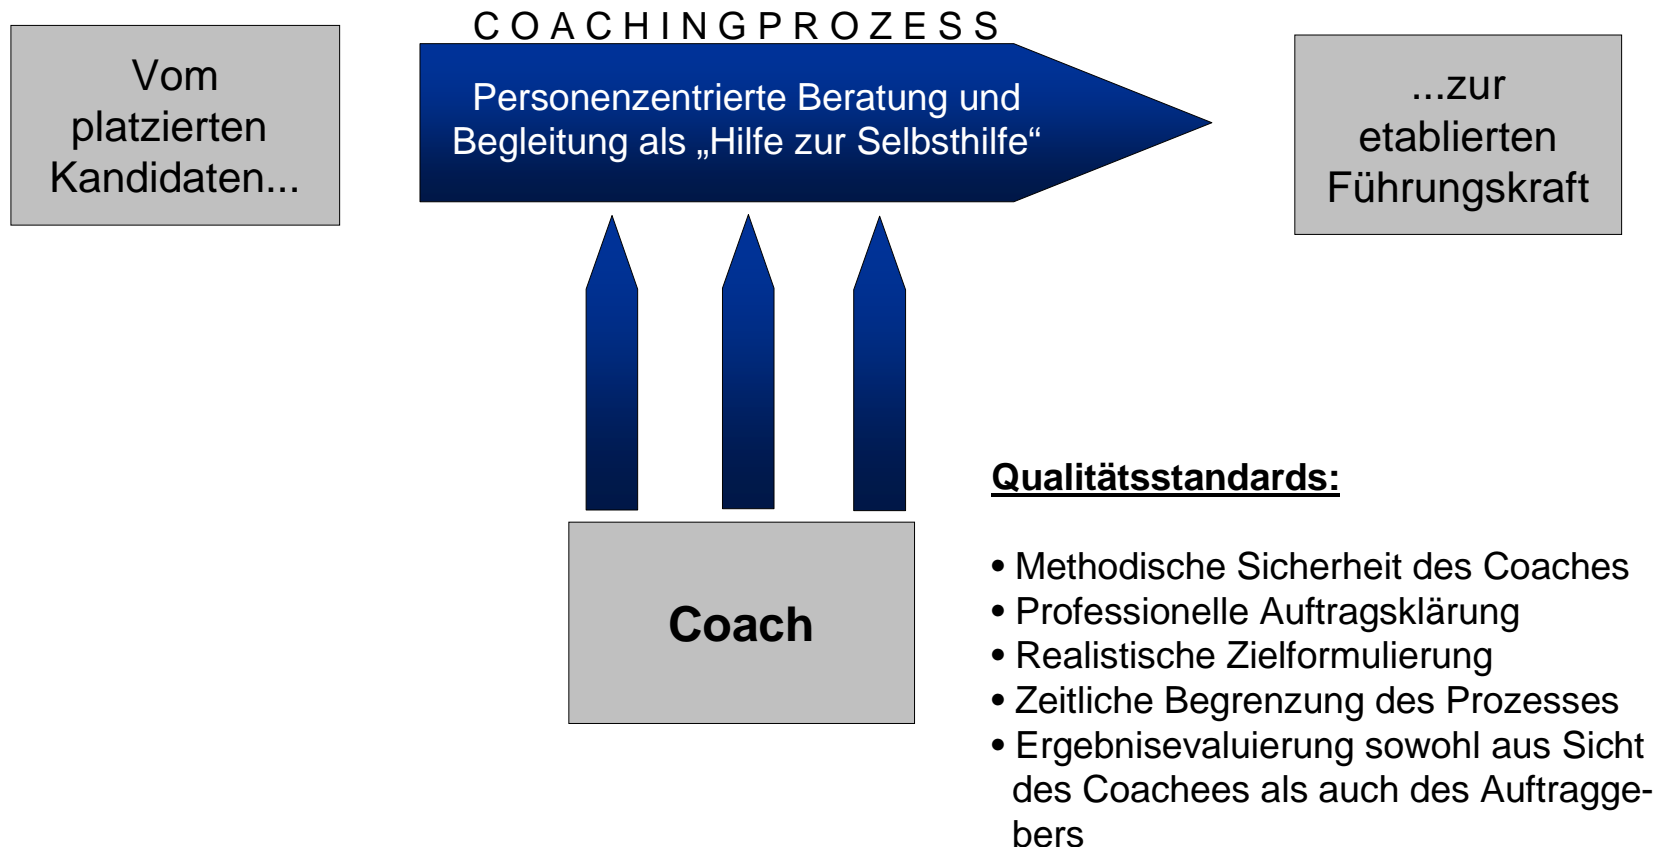 C O A C H I N G P R O Z E S S
Vom
platzierten
Kandidaten...
Personenzentrierte Beratung und
Begleitung als „Hilfe zur Selbsthilfe“
...zur
etablierten
Führungskraft
Coach
Qualitätsstandards:
• Methodische Sicherheit des Coaches
• Professionelle Auftragsklärung
• Realistische Zielformulierung
• Zeitliche Begrenzung des Prozesses
• Ergebnisevaluierung sowohl aus Sicht
des Coachees als auch des Auftragge-
bers